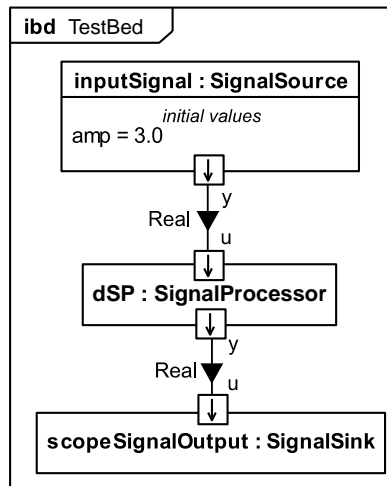 ibd TestBed
inputSignal : SignalSource
initial values
amp = 3.0
y
Real
u
dSP : SignalProcessor
y
Real
u
scopeSignalOutput : SignalSink